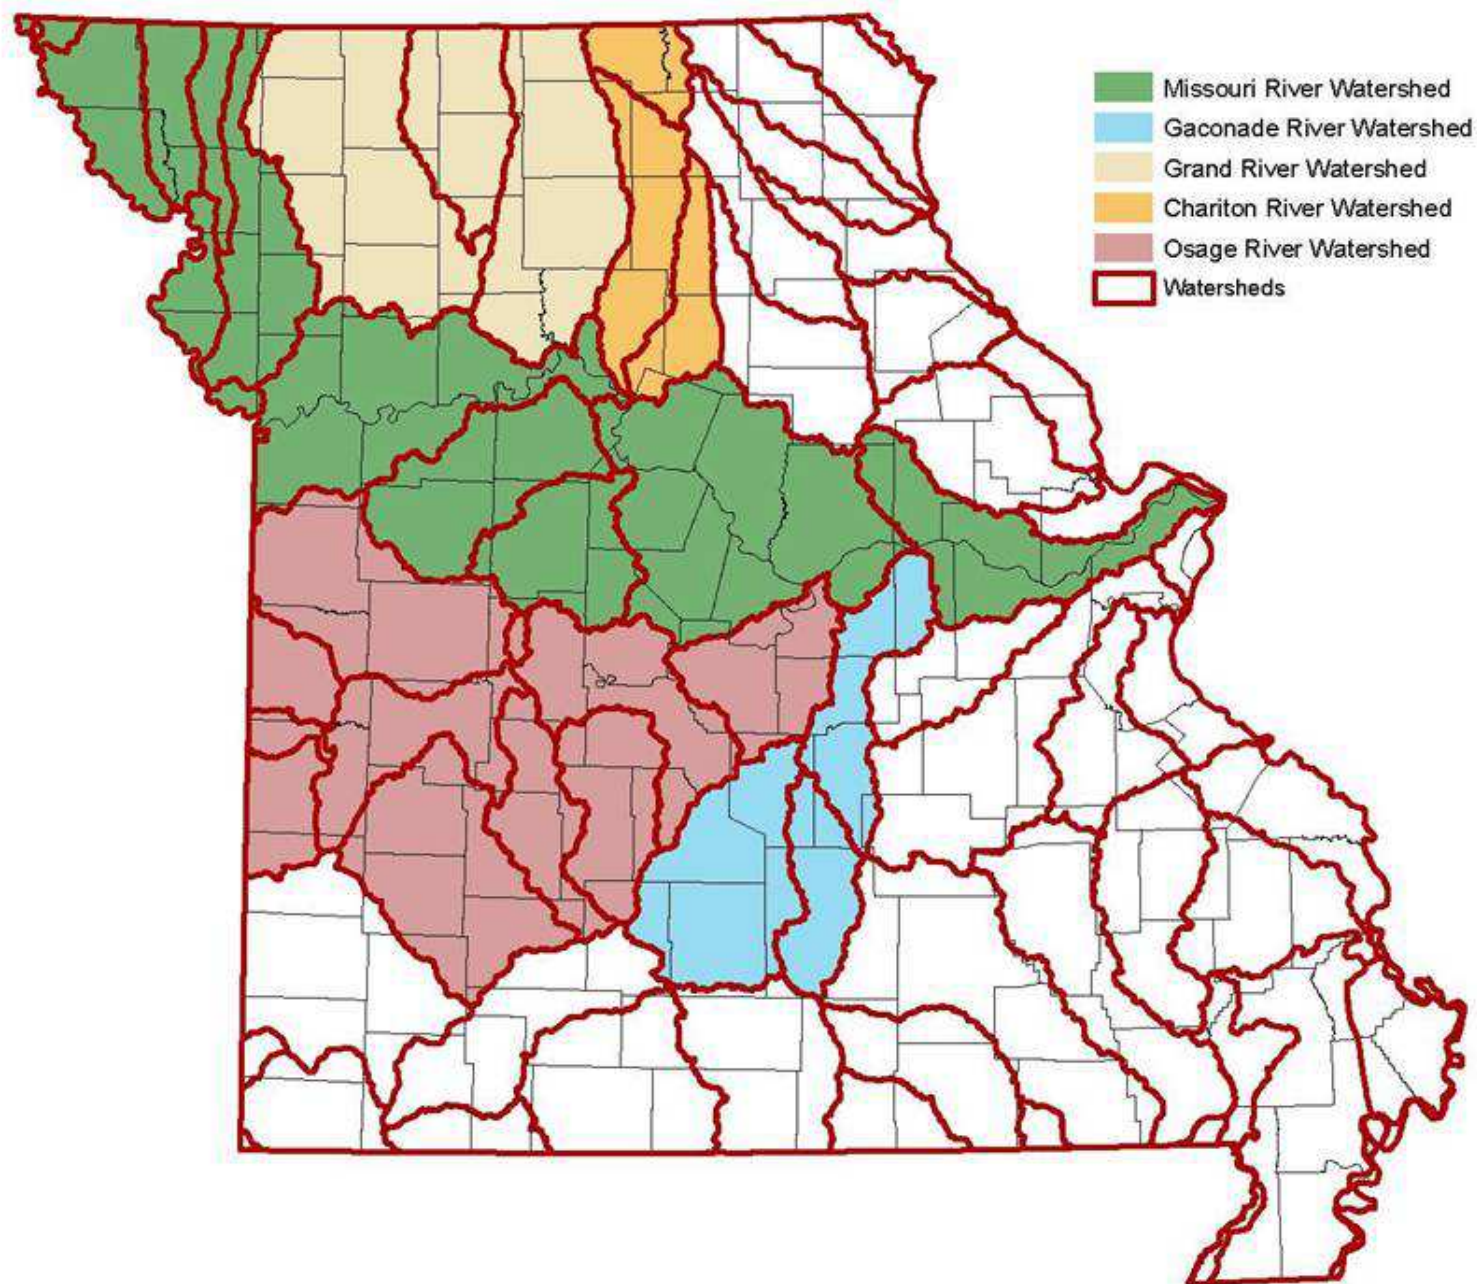 Missouri River Watershed
Gaconade River Watershed
Grand River Watershed
Chariton River Watershed
Osage River Watershed
Watersheds